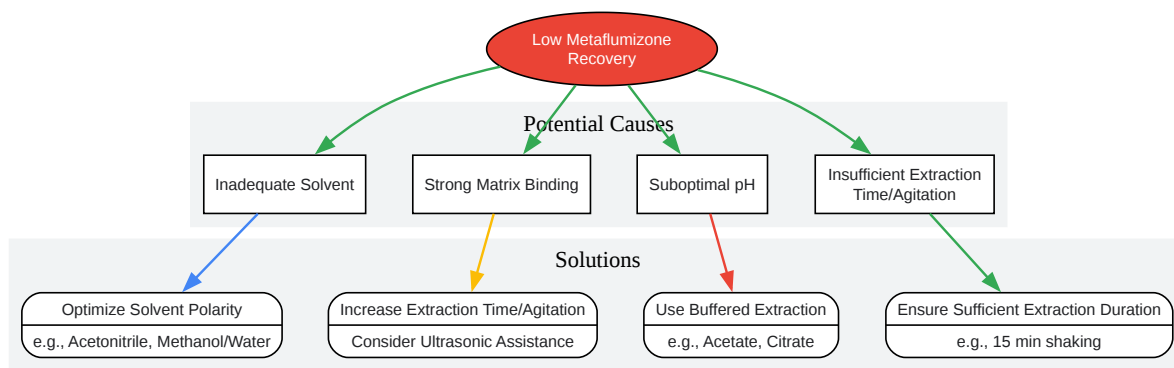 Low Metaflumizone
Recovery
Potential Causes
Inadequate Solvent
Strong Matrix Binding
Suboptimal pH
Insufficient Extraction
Time/Agitation
Solutions
Optimize Solvent Polarity
e.g., Acetonitrile, Methanol/Water
Increase Extraction Time/Agitation
Consider Ultrasonic Assistance
Use Buffered Extraction
e.g., Acetate, Citrate
Ensure Sufficient Extraction Duration
e.g., 15 min shaking